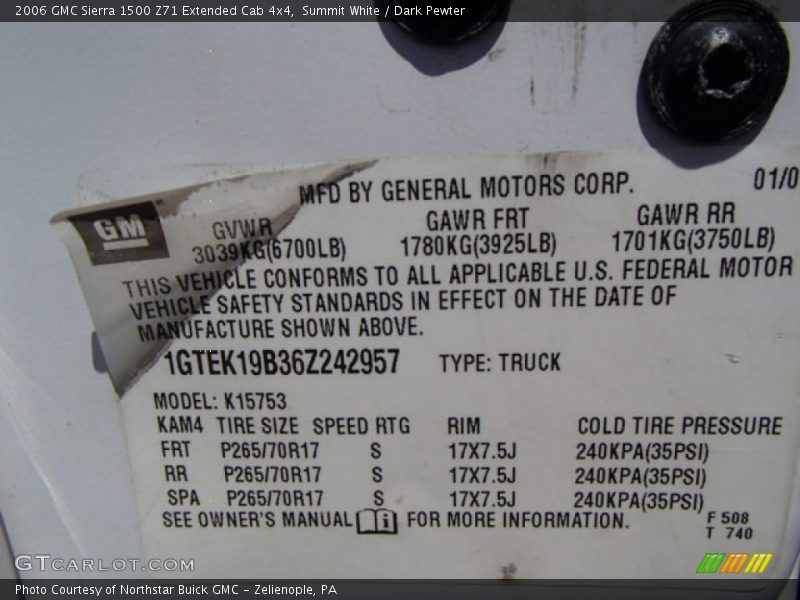 2006 GMC Sierra 1500 Z71 Extended Cab 4x4, Summit White / Dark Pewter
MFD BY GENERAL MOTORS CORP. 01/0
GM
GVWR GAWR FRT GAWR RR
3039KG(6700LB) 1780KG(3925LB) 1701KG(3750LB)
THIS VEHICLE CONFORMS TO ALL APPLICABLE U.S. FEDERAL MOTOR
VEHICLE SAFETY STANDARDS IN EFFECT ON THE DATE OF
MANUFACTURE SHOWN ABOVE.
1GTEK19B36Z242957 TYPE: TRUCK
MODEL: K15753
KAM4 TIRE SIZE SPEED RTG RIM COLD TIRE PRESSURE
FRT P265/70R17 S 17X7.5J 240KPA(35PSI)
RR P265/70R17 S 17X7.5J 240KPA(35PSI)
SPA P265/70R17 S 17X7.5J 240KPA(35PSI)
SEE OWNER'S MANUAL i FOR MORE INFORMATION.
F 508
T 740
GTCARLOT.COM
Photo Courtesy of Northstar Buick GMC - Zelienople, PA